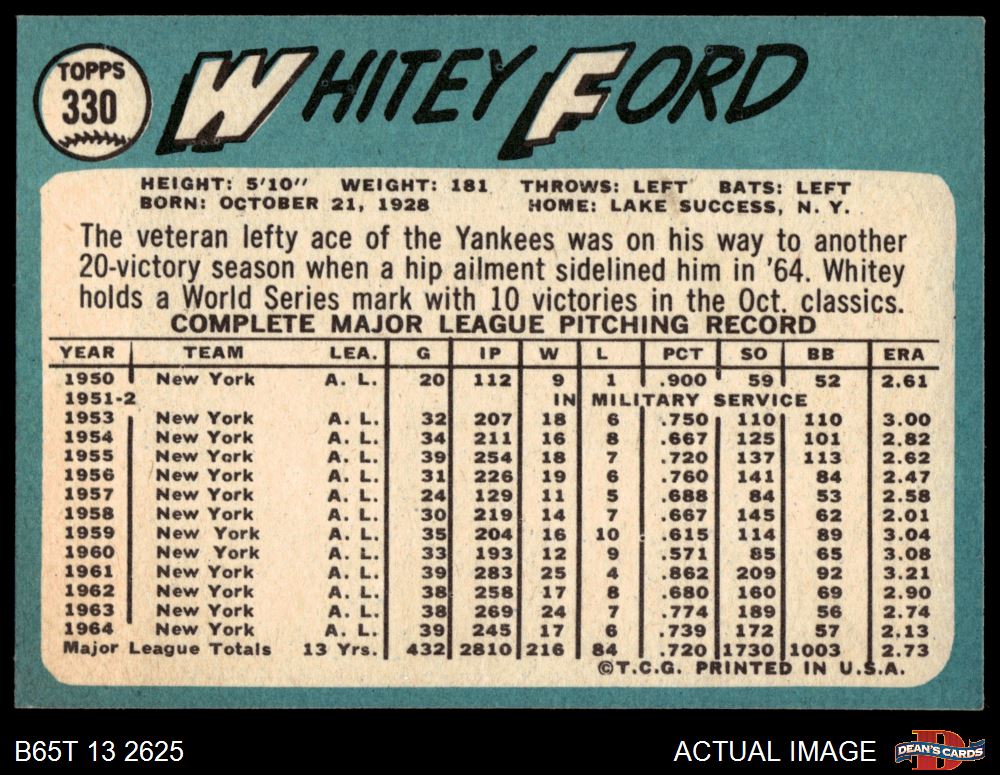 TOPPS
330
WHITEY FORD
HEIGHT: 5'10" WEIGHT: 181 THROWS: LEFT BATS: LEFT
BORN: OCTOBER 21, 1928 HOME: LAKE SUCCESS, N. Y.
The veteran lefty ace of the Yankees was on his way to another
20-victory season when a hip ailment sidelined him in '64. Whitey
holds a World Series mark with 10 victories in the Oct. classics.
COMPLETE MAJOR LEAGUE PITCHING RECORD
YEAR TEAM LEA. G IP W L PCT SO BB ERA
1950 New York A. L. 20 112 9 1 .900 59 52 2.61
1951-2 IN MILITARY SERVICE
1953 New York A. L. 32 207 18 6 .750 110 110 3.00
1954 New York A. L. 34 211 16 8 .667 125 101 2.82
1955 New York A. L. 39 254 18 7 .720 137 113 2.62
1956 New York A. L. 31 226 19 6 .760 141 84 2.47
1957 New York A. L. 24 129 11 5 .688 84 53 2.58
1958 New York A. L. 30 219 14 7 .667 145 62 2.01
1959 New York A. L. 35 204 16 10 .615 114 89 3.04
1960 New York A. L. 33 193 12 9 .571 85 65 3.08
1961 New York A. L. 39 283 25 4 .862 209 92 3.21
1962 New York A. L. 38 258 17 8 .680 160 69 2.90
1963 New York A. L. 38 269 24 7 .774 189 56 2.74
1964 New York A. L. 39 245 17 6 .739 172 57 2.13
Major League Totals 13 Yrs. 432 2810 216 84 .720 1730 1003 2.73
©T.C.G. PRINTED IN U.S.A.
B65T 13 2625
ACTUAL IMAGE
D
DEAN'S CARDS